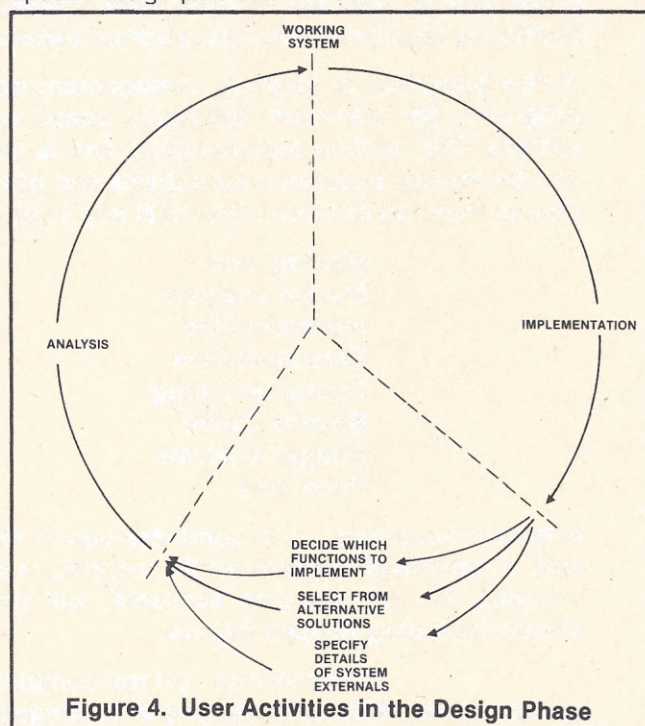 WORKING
SYSTEM
ANALYSIS
IMPLEMENTATION
DECIDE WHICH
FUNCTIONS TO
IMPLEMENT
SELECT FROM
ALTERNATIVE
SOLUTIONS
SPECIFY
DETAILS
OF SYSTEM
EXTERNALS
Figure 4. User Activities in the Design Phase